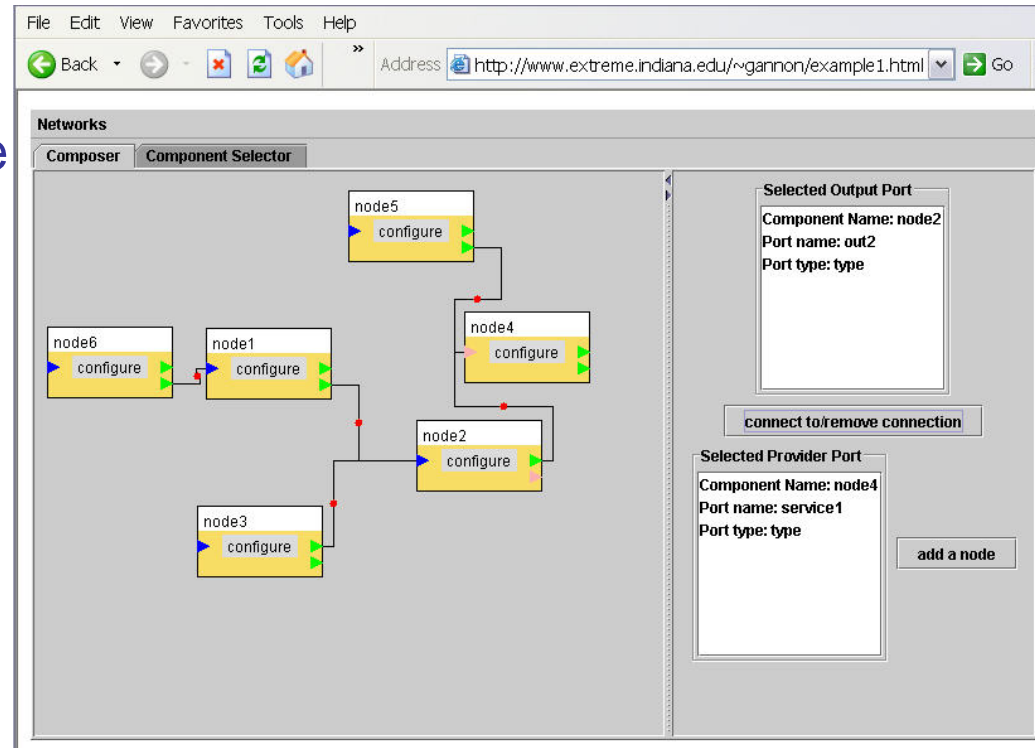 File Edit View Favorites Tools Help
Back » Address http://www.extreme.indiana.edu/~gannon/example1.html Go
e
Networks
Composer Component Selector
node5
configure
node6
configure
node1
configure
node4
configure
node2
configure
node3
configure
Selected Output Port
Component Name: node2
Port name: out2
Port type: type
connect to/remove connection
Selected Provider Port
Component Name: node4
Port name: service1
Port type: type
add a node